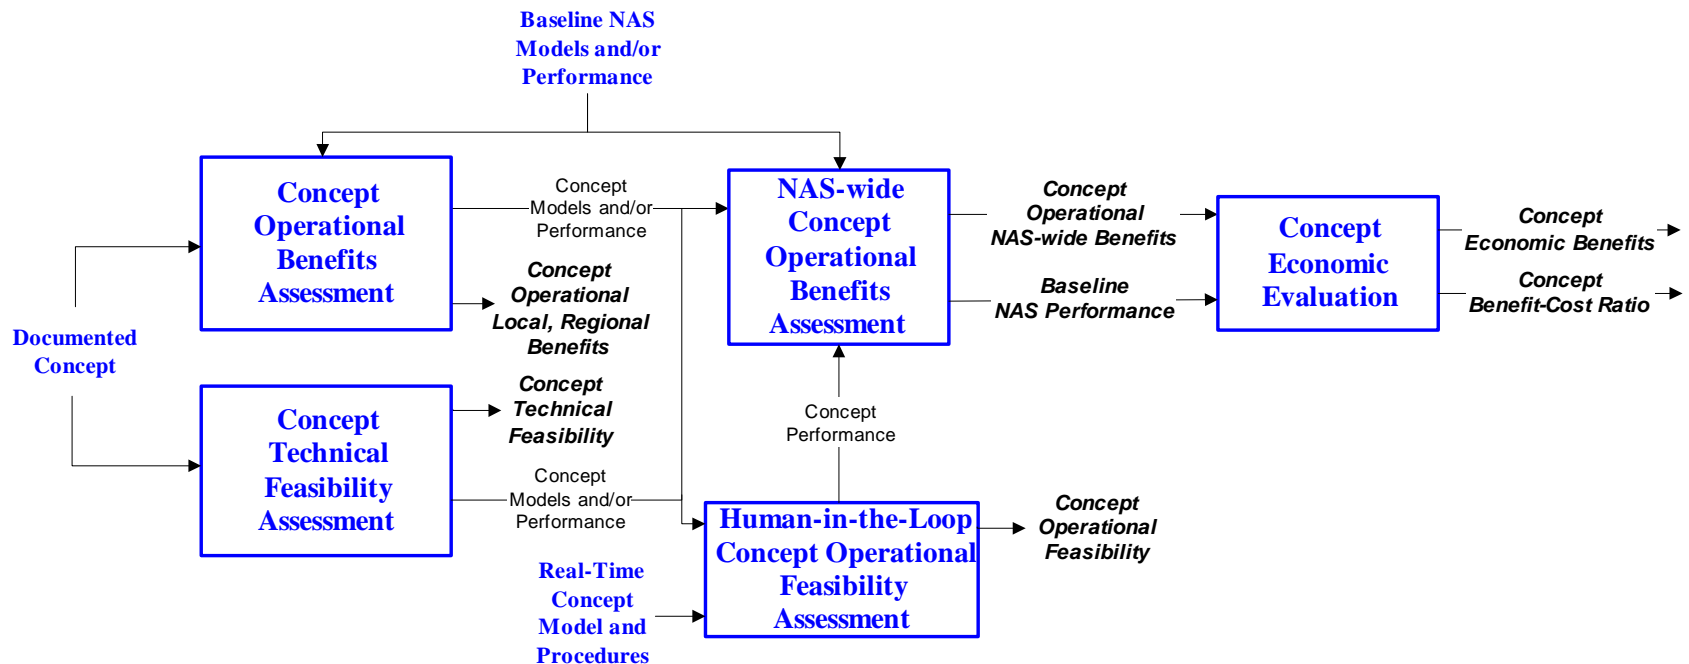 Baseline NAS
Models and/or
Performance
Concept
Operational
Benefits
Assessment
Concept
Models and/or
Performance
NAS-wide
Concept
Operational
Benefits
Assessment
Concept
Operational
NAS-wide Benefits
Concept
Economic
Evaluation
Concept
Economic Benefits
Concept
Operational
Local, Regional
Benefits
Baseline
NAS Performance
Concept
Benefit-Cost Ratio
Documented
Concept
Concept
Technical
Feasibility
Assessment
Concept
Technical
Feasibility
Concept
Models and/or
Performance
Concept
Performance
Human-in-the-Loop
Concept Operational
Feasibility
Assessment
Concept
Operational
Feasibility
Real-Time
Concept
Model and
Procedures